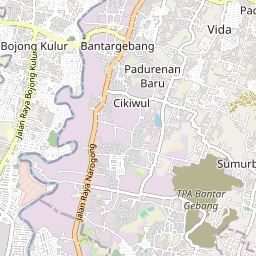 Pad
Vida
Bojong Kulur
Bantargebang
Padurenan
Baru
Cikiwul
Jalan Raya Bojong Kulur
Jalan Raya Narogong
Sumurb
TPA Bantar
Gebang